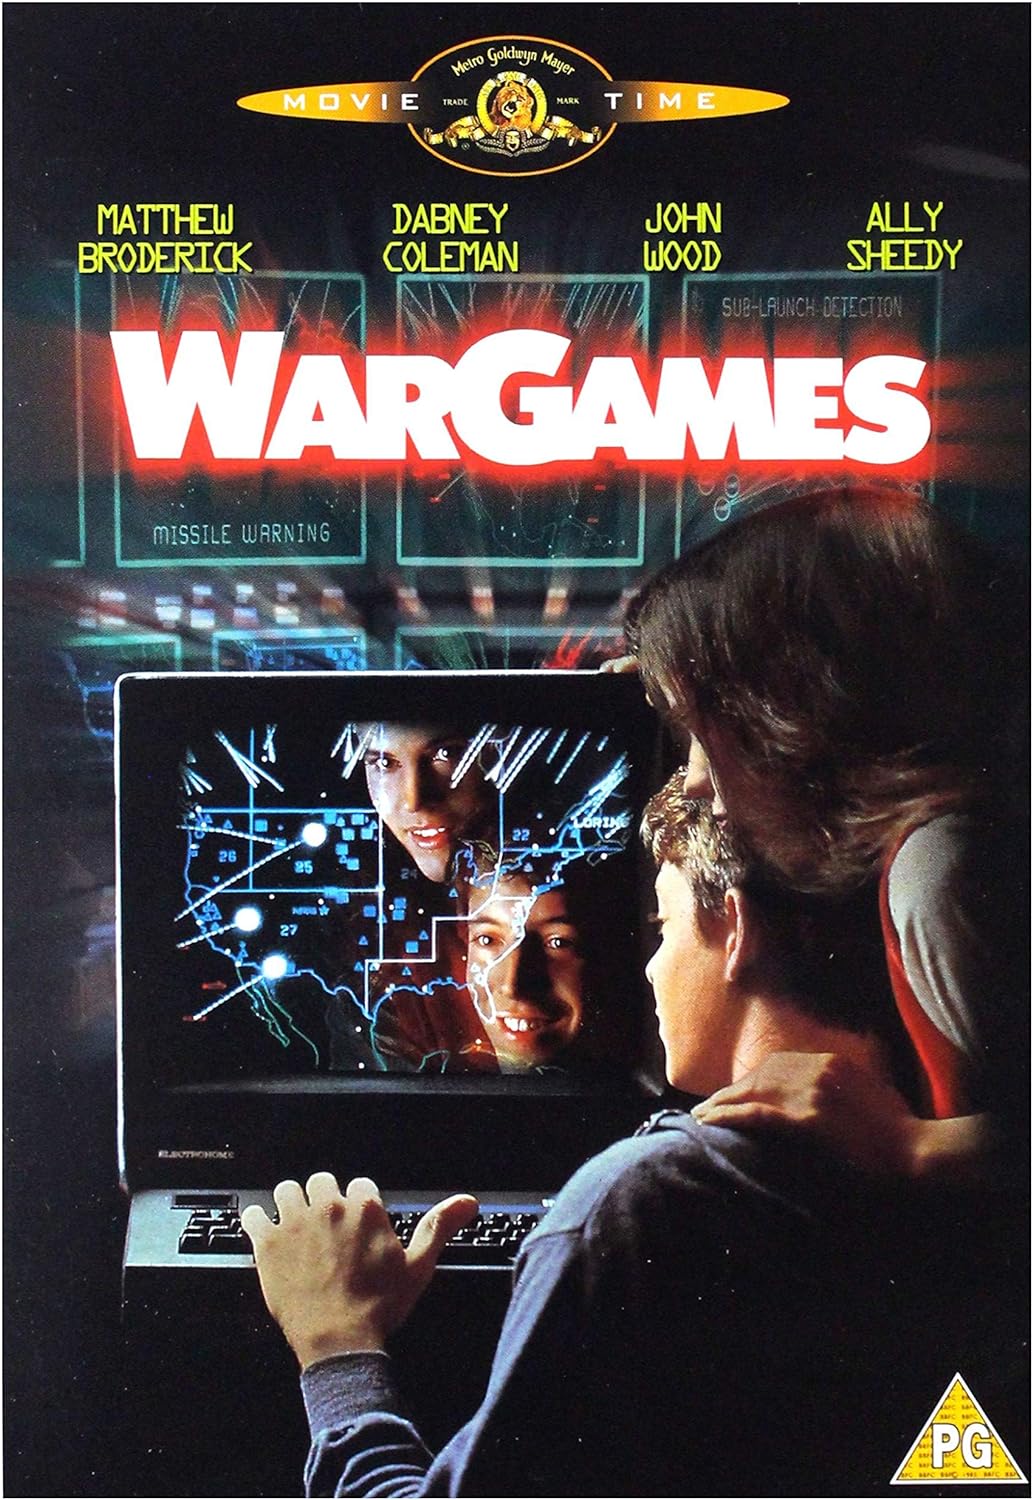 Metro Goldwyn Mayer
MOVIE TRADE MARK TIME
MATTHEW BRODERICK
DABNEY COLEMAN
JOHN WOOD
ALLY SHEEDY
SUB-LAUNCH DETECTION
WARGAMES
MISSILE WARNING
22
LORING
26
25
24
27
ELECTROHOME
PG